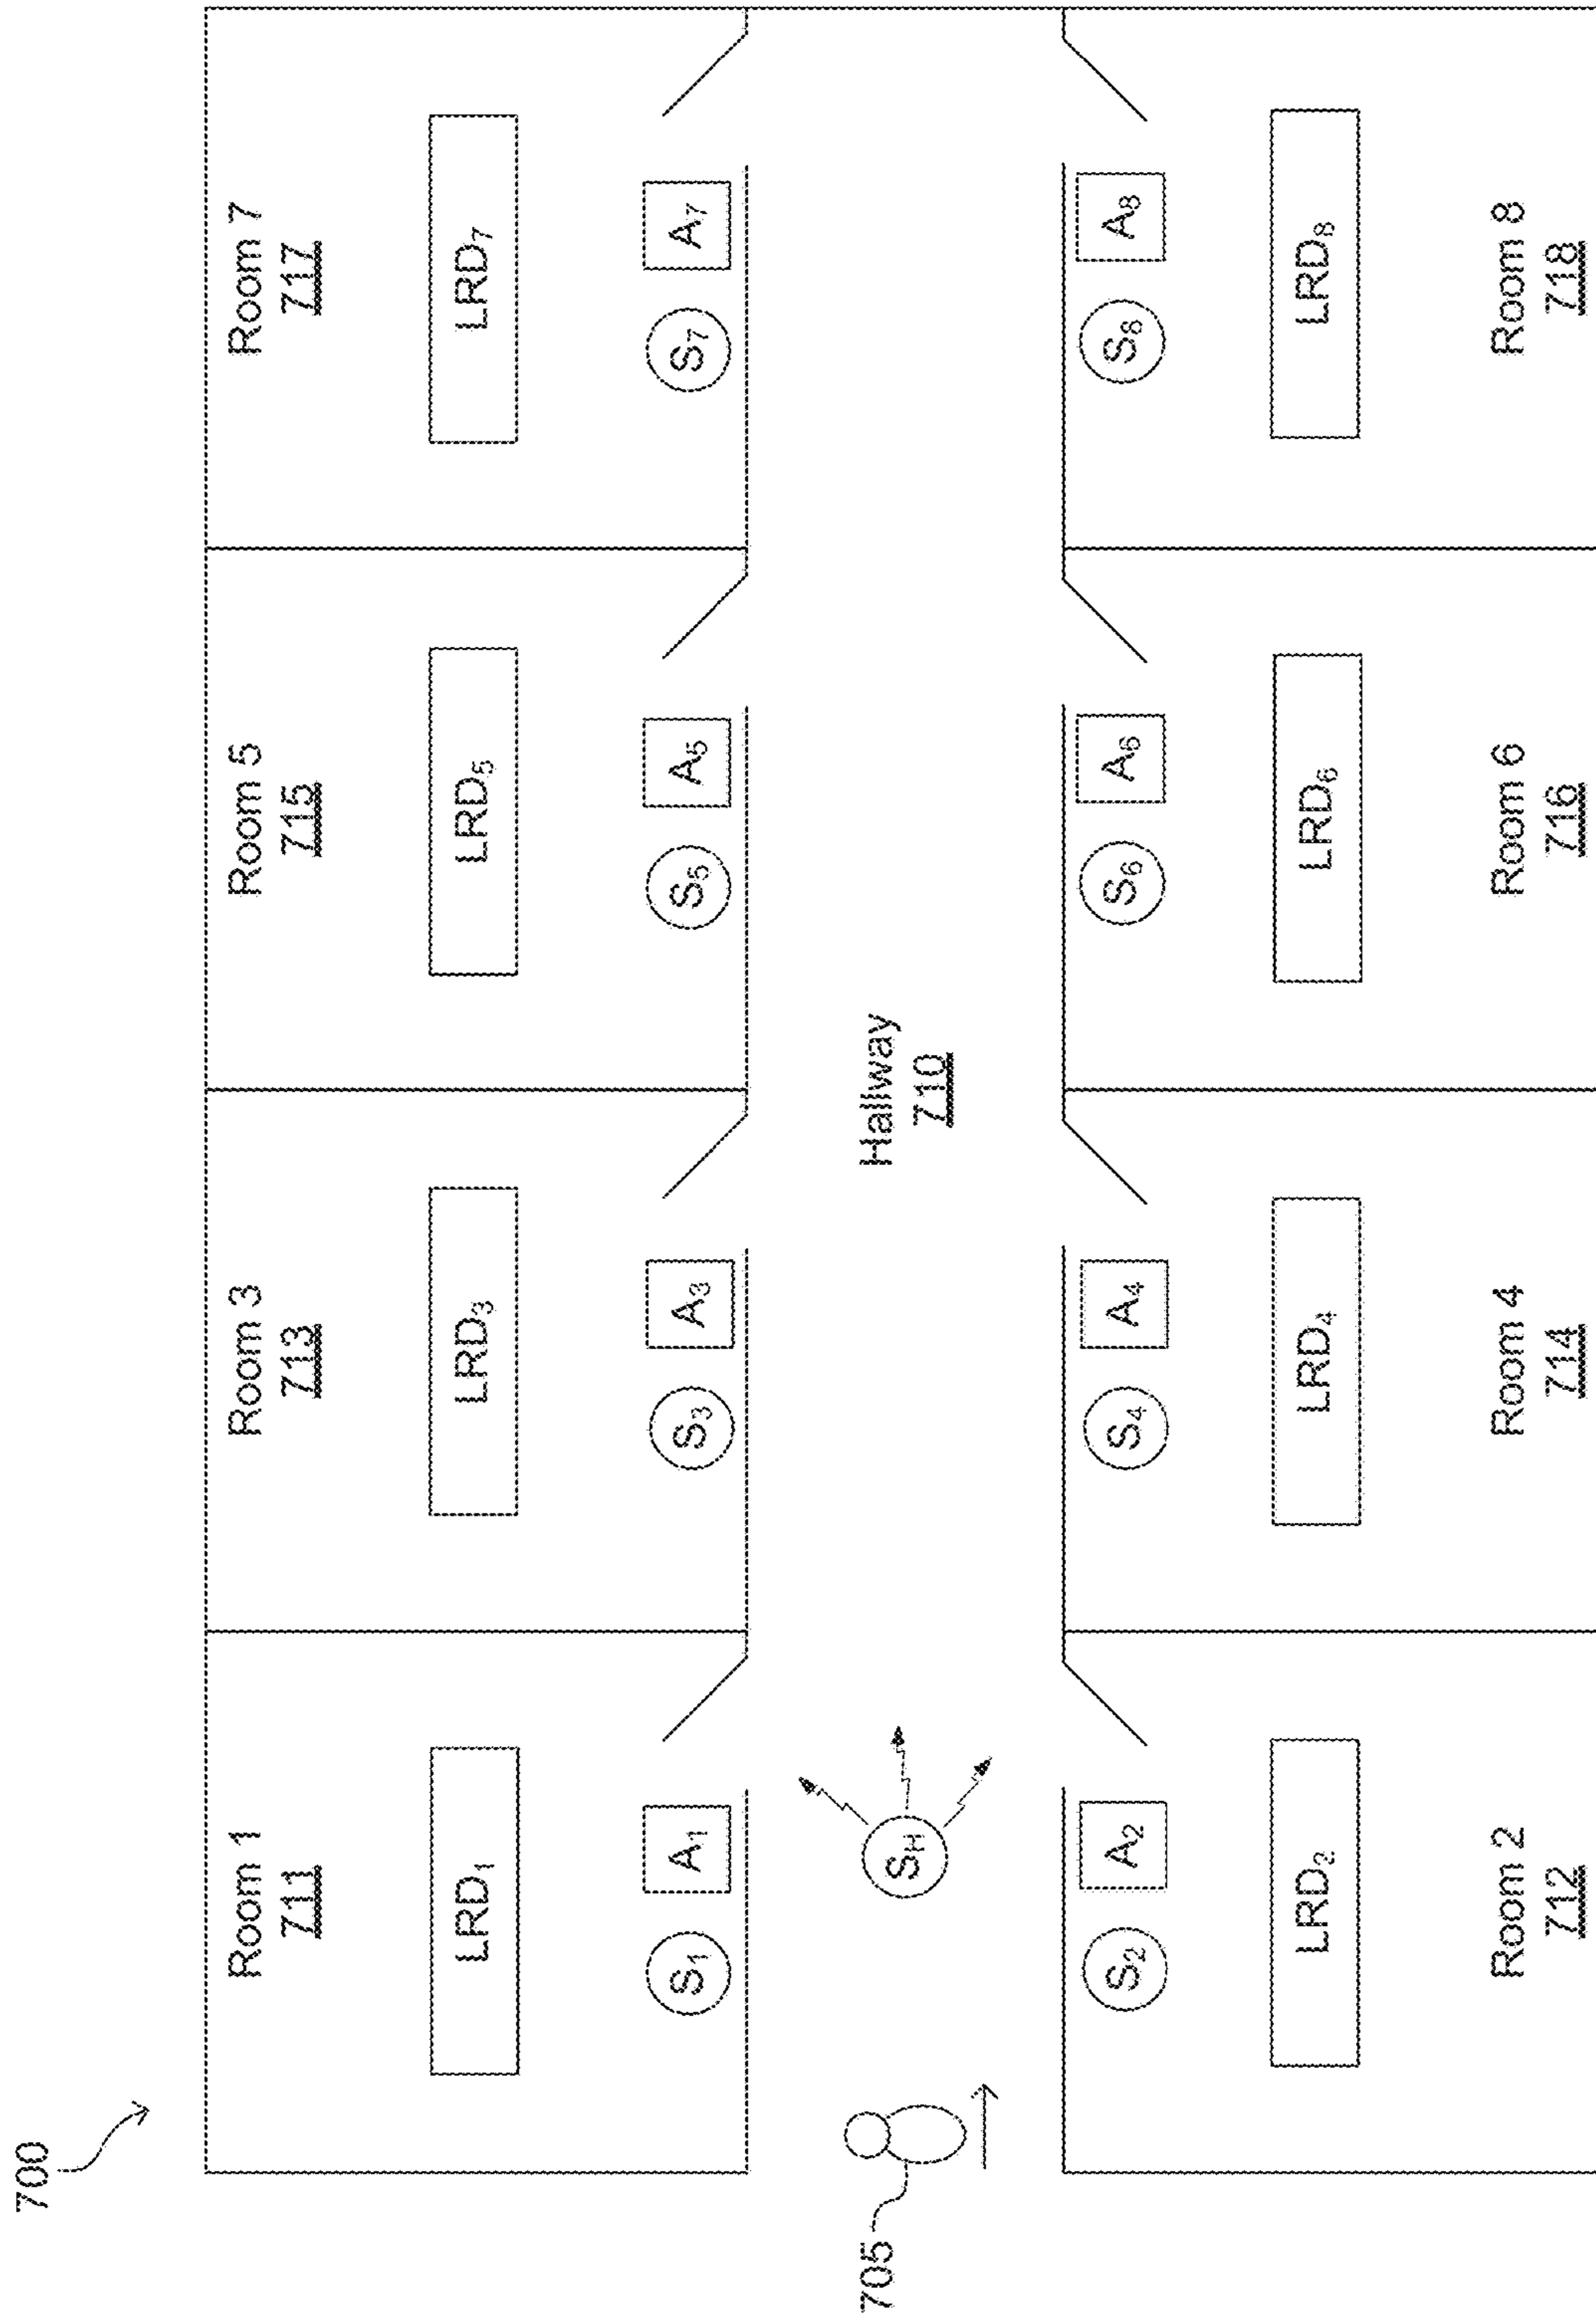 700
Room 1
711
LRD₁
S₁
A₁
Room 3
713
LRD₃
S₃
A₃
Room 5
715
LRD₅
S₅
A₅
Room 7
717
LRD₇
S₇
A₇
705
S_H
Hallway
710
S₂
A₂
LRD₂
Room 2
712
S₄
A₄
LRD₄
Room 4
714
S₆
A₆
LRD₆
Room 6
716
S₈
A₈
LRD₈
Room 8
718